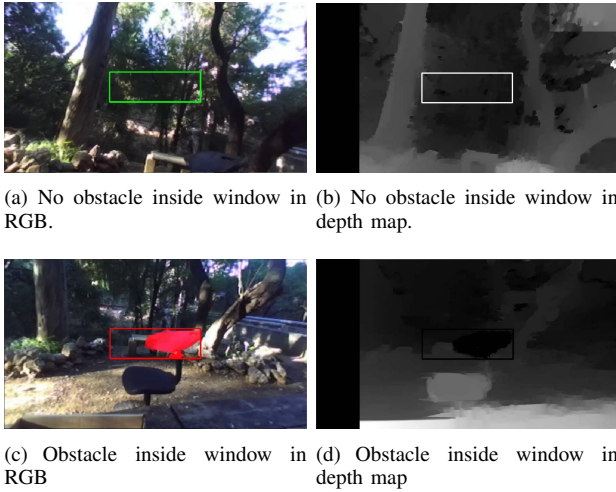 (a) No obstacle inside window in
RGB.
(b) No obstacle inside window in
depth map.
(c) Obstacle inside window in
RGB
(d) Obstacle inside window in
depth map